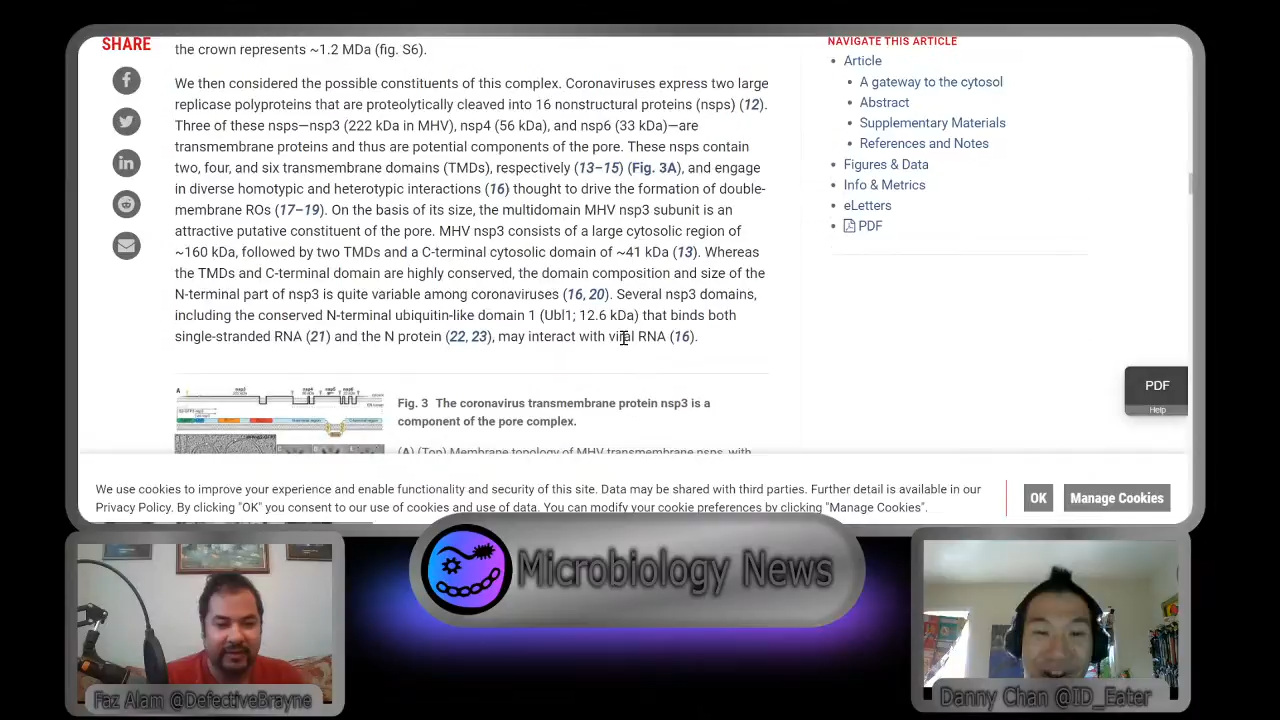 SHARE
the crown represents ~1.2 MDa (fig. S6).
We then considered the possible constituents of this complex. Coronaviruses express two large
replicase polyproteins that are proteolytically cleaved into 16 nonstructural proteins (nsps) (12).
Three of these nsps—nsp3 (222 kDa in MHV), nsp4 (56 kDa), and nsp6 (33 kDa)—are
transmembrane proteins and thus are potential components of the pore. These nsps contain
two, four, and six transmembrane domains (TMDs), respectively (13–15) (Fig. 3A), and engage
in diverse homotypic and heterotypic interactions (16) thought to drive the formation of double-
membrane ROs (17–19). On the basis of its size, the multidomain MHV nsp3 subunit is an
attractive putative constituent of the pore. MHV nsp3 consists of a large cytosolic region of
~160 kDa, followed by two TMDs and a C-terminal cytosolic domain of ~41 kDa (13). Whereas
the TMDs and C-terminal domain are highly conserved, the domain composition and size of the
N-terminal part of nsp3 is quite variable among coronaviruses (16, 20). Several nsp3 domains,
including the conserved N-terminal ubiquitin-like domain 1 (Ubl1; 12.6 kDa) that binds both
single-stranded RNA (21) and the N protein (22, 23), may interact with viral RNA (16).
A
Fig. 3 The coronavirus transmembrane protein nsp3 is a
component of the pore complex.
(A) (Top) Membrane topology of MHV transmembrane nsps, with
NAVIGATE THIS ARTICLE
Article
A gateway to the cytosol
Abstract
Supplementary Materials
References and Notes
Figures & Data
Info & Metrics
eLetters
PDF
PDF
Help
We use cookies to improve your experience and enable functionality and security of this site. Data may be shared with third parties. Further detail is available in our
Privacy Policy. By clicking "OK" you consent to our use of cookies and use of data. You can modify your cookie preferences by clicking "Manage Cookies".
OK
Manage Cookies
Microbiology News
Faz Alam @DefectiveBrayne
Danny Chan @ID_Eater